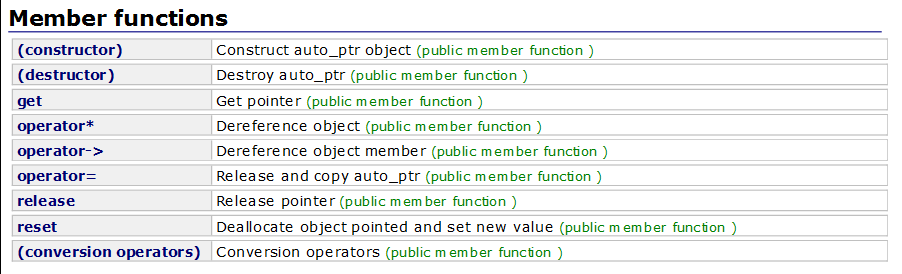 Member functions
(constructor) Construct auto_ptr object (public member function )
(destructor) Destroy auto_ptr (public member function )
get Get pointer (public member function )
operator* Dereference object (public member function )
operator-> Dereference object member (public member function )
operator= Release and copy auto_ptr (public member function )
release Release pointer (public member function )
reset Deallocate object pointed and set new value (public member function )
(conversion operators) Conversion operators (public member function )